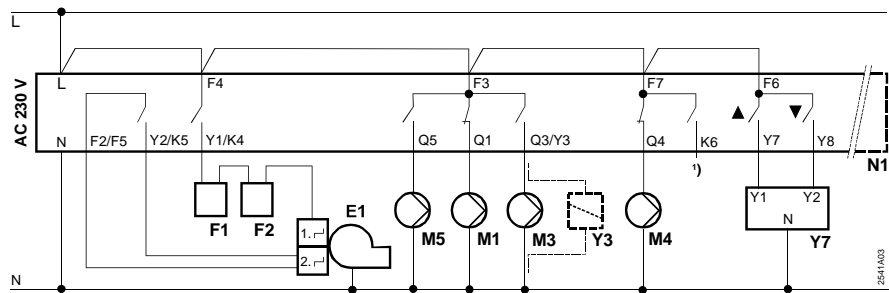 L
AC 230 V
L F4 F3 F7 F6
N F2/F5 Y2/K5 Y1/K4 Q5 Q1 Q3/Y3 Q4 K6 Y7 Y8
¹) N1
F1 F2 E1
1. 2.
M5 M1 M3 Y3 M4
Y1 Y2
N
Y7
N
2541A03